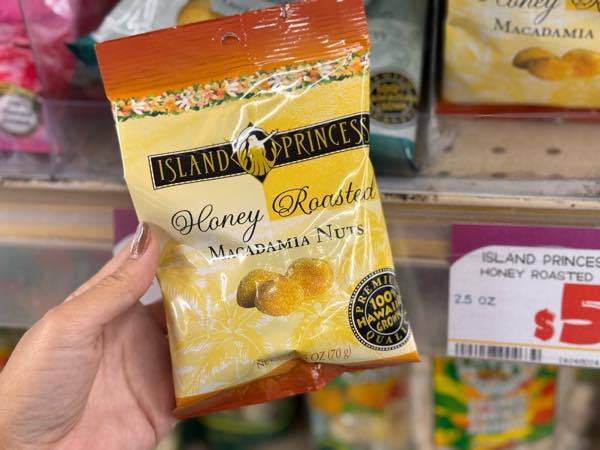 ISLAND PRINCESS
Honey Roasted
MACADAMIA NUTS
PREMIUM
100%
HAWAIIAN
GROWN
QUALITY
OZ (70 g)
Honey
MACADAMIA
ISLAND PRINCES
HONEY ROASTED
2.5 OZ
$5